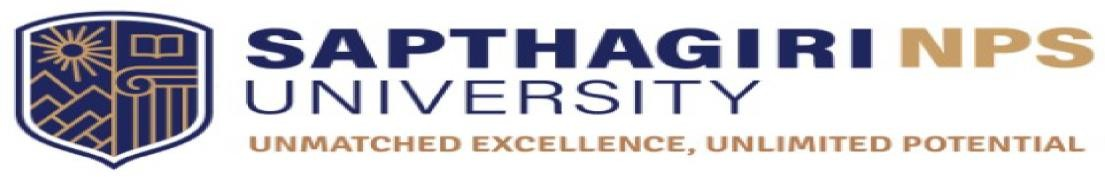 SAPTHAGIRI NPS
UNIVERSITY
UNMATCHED EXCELLENCE, UNLIMITED POTENTIAL